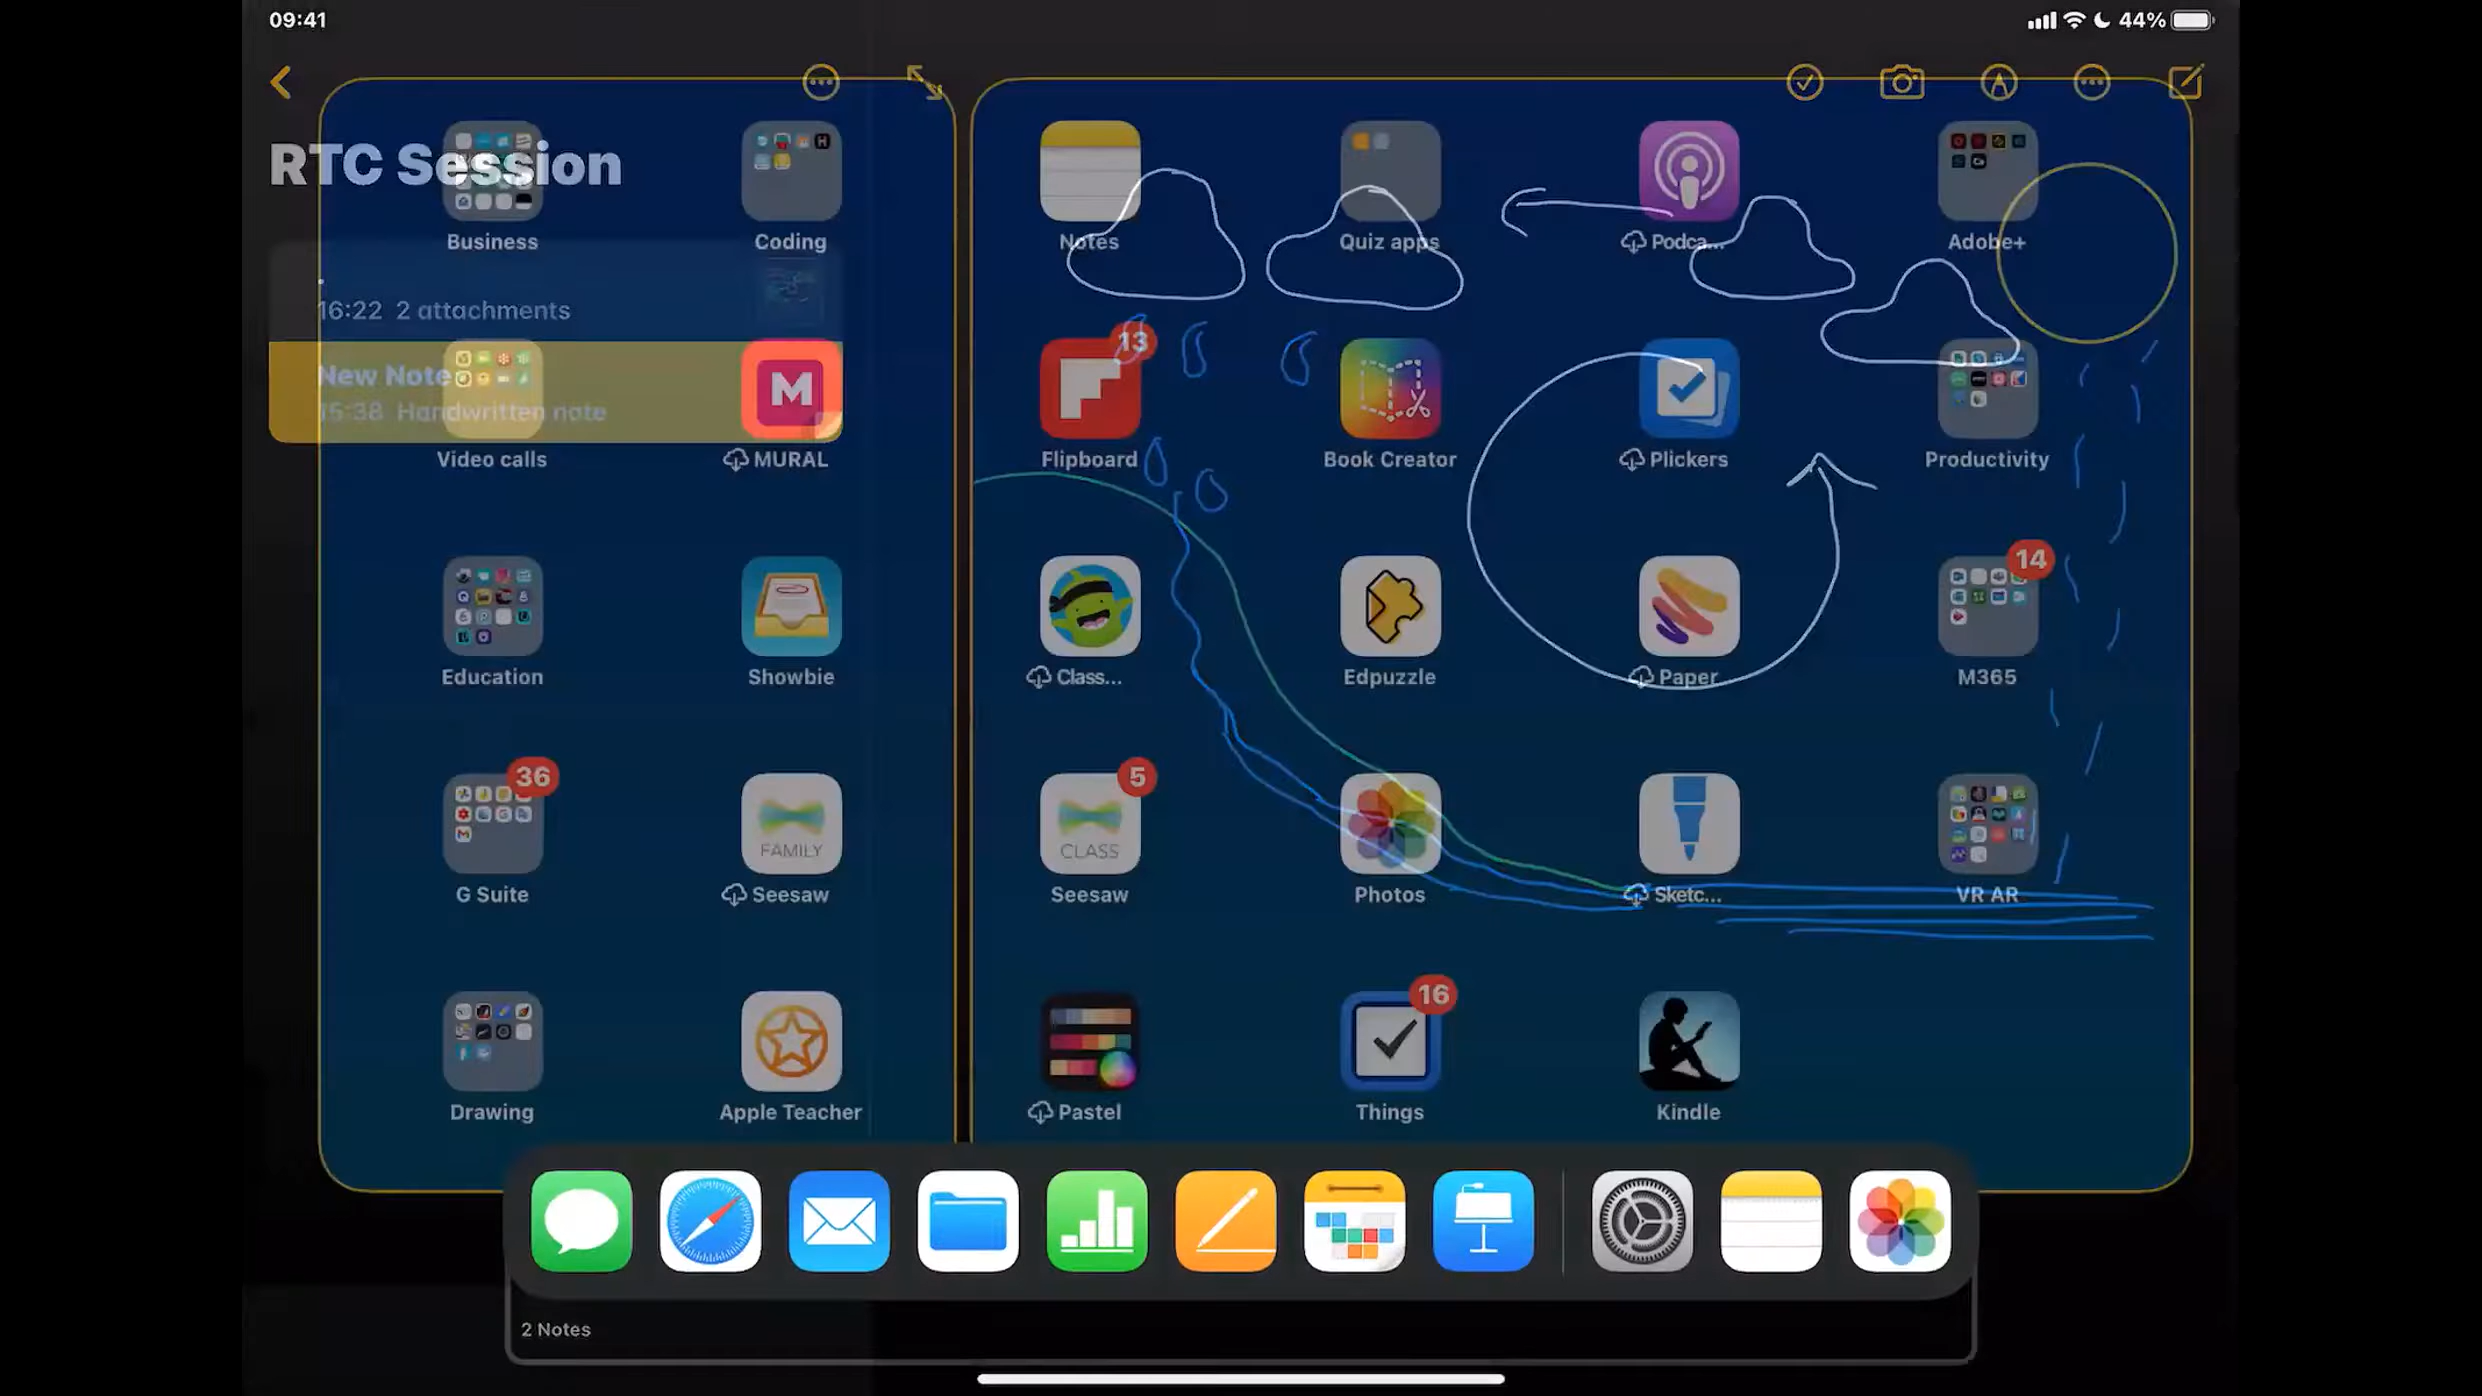 09:41
44%
RTC Session
Business
Coding
Notes
Quiz apps
Podca...
Adobe+
16:22 2 attachments
New Note
15:38 Handwritten note
13
Video calls
MURAL
Flipboard
Book Creator
Plickers
Productivity
14
Education
Showbie
Class...
Edpuzzle
Paper
M365
36
FAMILY
5
CLASS
G Suite
Seesaw
Seesaw
Photos
Sketc...
VR AR
16
Drawing
Apple Teacher
Pastel
Things
Kindle
2 Notes